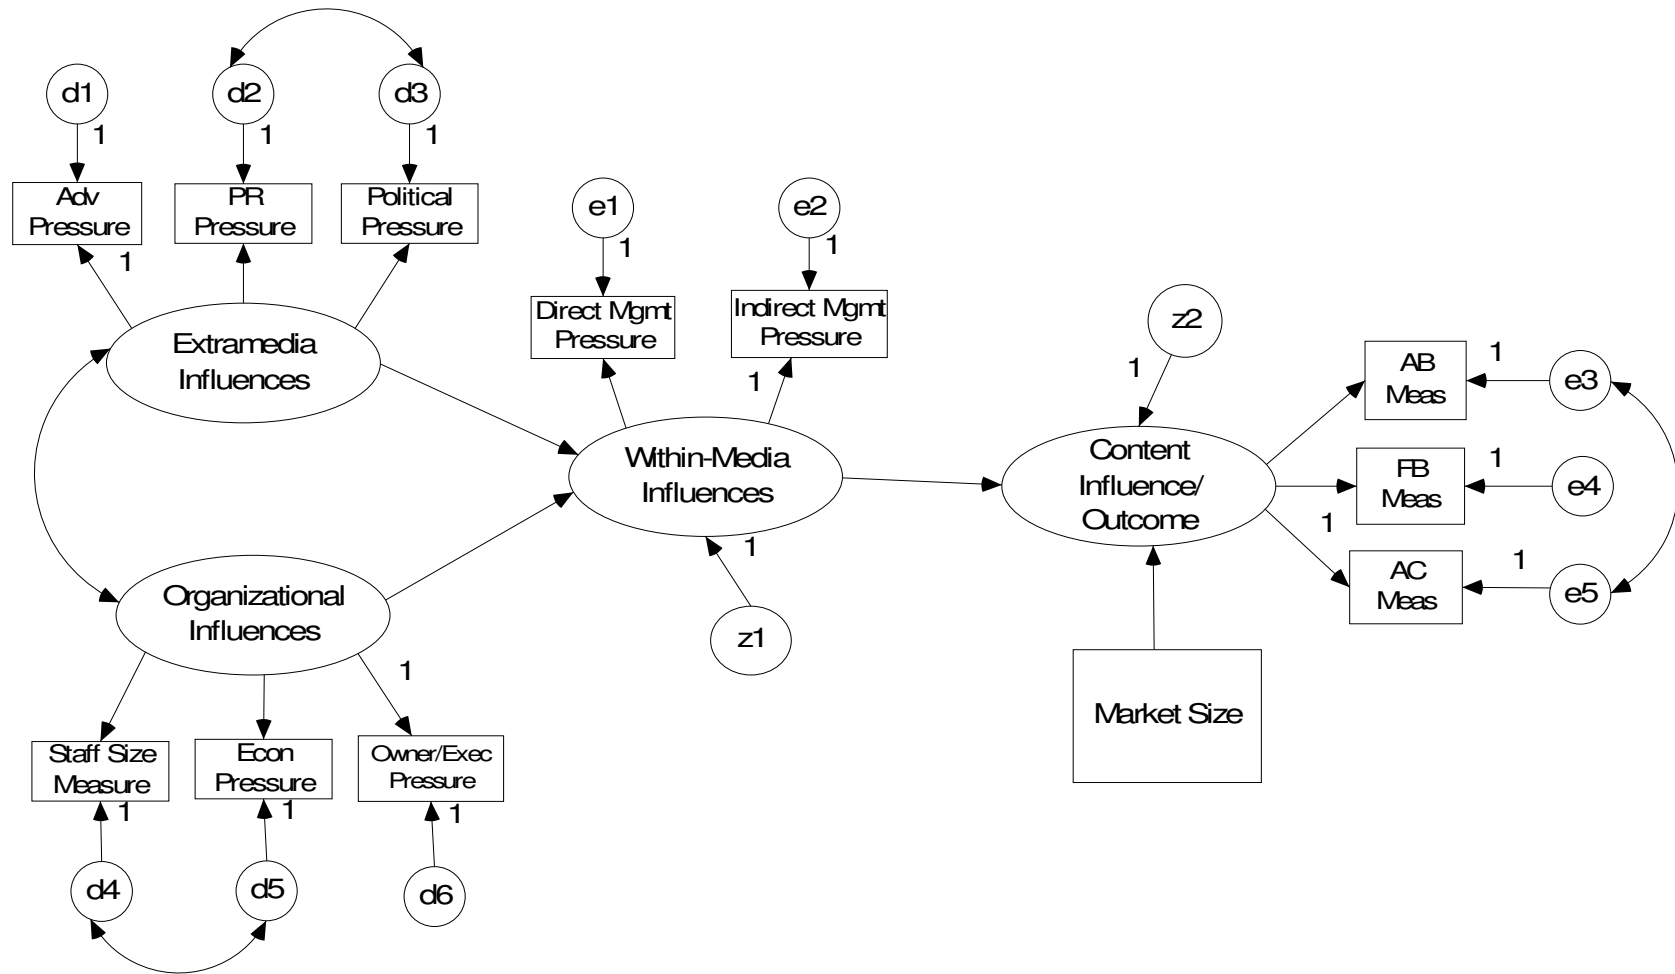 d1
d2
d3
1
1
1
Adv
Pressure
PR
Pressure
Political
Pressure
1
e1
e2
1
1
Direct Mgmt
Pressure
Indirect Mgmt
Pressure
1
Extramedia
Influences
z2
1
AB
Meas
1
e3
Within-Media
Influences
Content
Influence/
Outcome
FB
Meas
1
e4
1
AC
Meas
1
e5
1
z1
Organizational
Influences
1
Market Size
Staff Size
Measure
Econ
Pressure
Owner/Exec
Pressure
1
1
1
d4
d5
d6